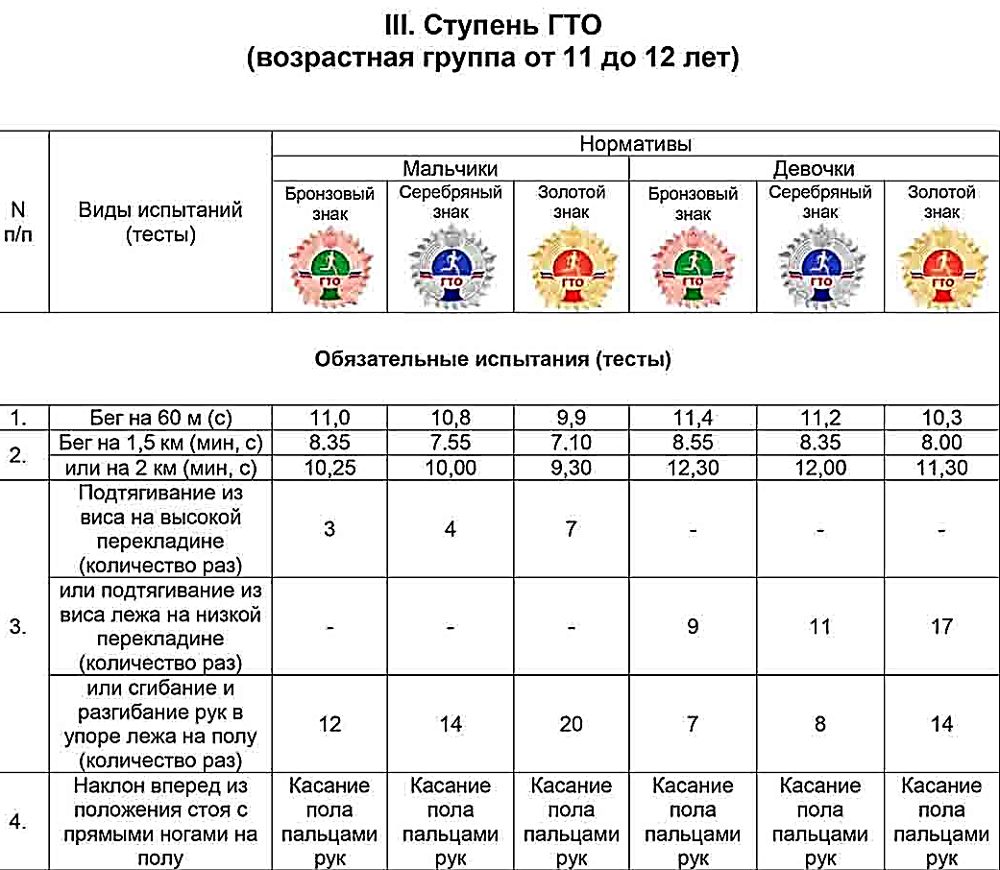 III. Ступень ГТО
(возрастная группа от 11 до 12 лет)
N п/п
Виды испытаний (тесты)
Нормативы
Мальчики
Девочки
Бронзовый знак
Серебряный знак
Золотой знак
Бронзовый знак
Серебряный знак
Золотой знак
ГТО
ГТО
ГТО
ГТО
ГТО
ГТО
Обязательные испытания (тесты)
1. Бег на 60 м (с) 11,0 10,8 9,9 11,4 11,2 10,3
2. Бег на 1,5 км (мин, с) 8.35 7.55 7.10 8.55 8.35 8.00
или на 2 км (мин, с) 10,25 10,00 9,30 12,30 12,00 11,30
3.
Подтягивание из
виса на высокой
перекладине
(количество раз)
3 4 7 - - -
или подтягивание из
виса лежа на низкой
перекладине
(количество раз)
- - - 9 11 17
или сгибание и
разгибание рук в
упоре лежа на полу
(количество раз)
12 14 20 7 8 14
4.
Наклон вперед из
положения стоя с
прямыми ногами на
полу
Касание пола пальцами рук
Касание пола пальцами рук
Касание пола пальцами рук
Касание пола пальцами рук
Касание пола пальцами рук
Касание пола пальцами рук